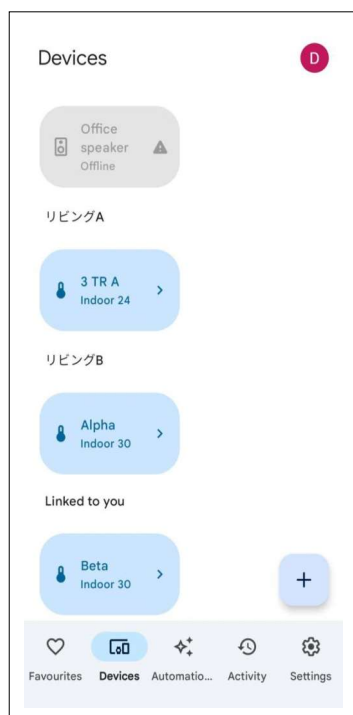 Devices
D
Office
speaker
Offline
リビングA
3 TR A
Indoor 24
リビングB
Alpha
Indoor 30
Linked to you
Beta
Indoor 30
+
Favourites Devices Automatio... Activity Settings